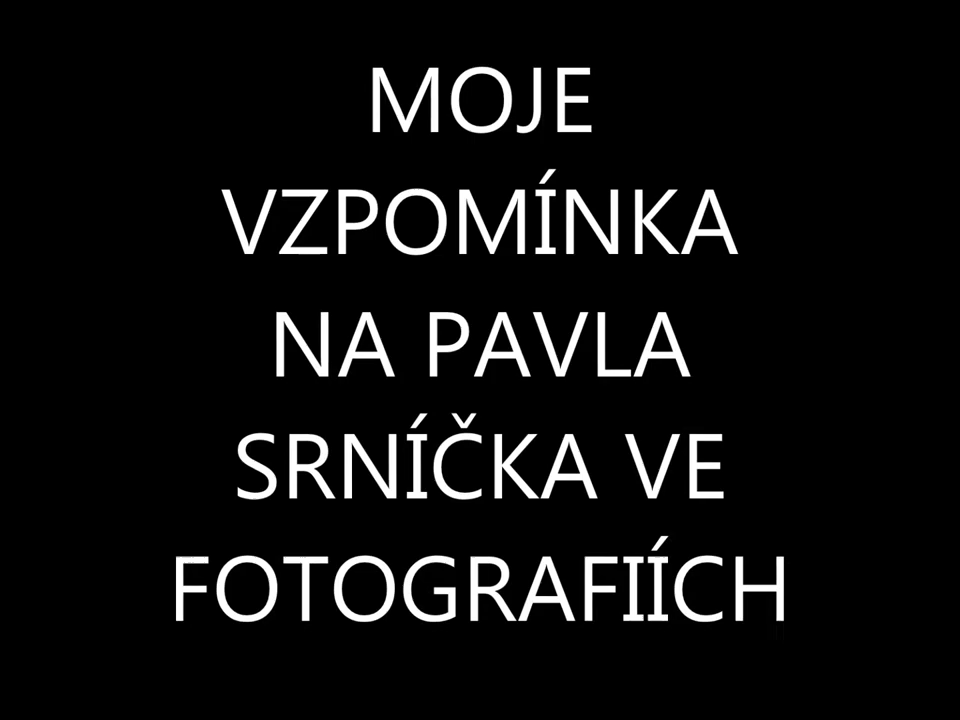 MOJE
VZPOMÍNKA
NA PAVLA
SRNÍČKA VE
FOTOGRAFIÍCH